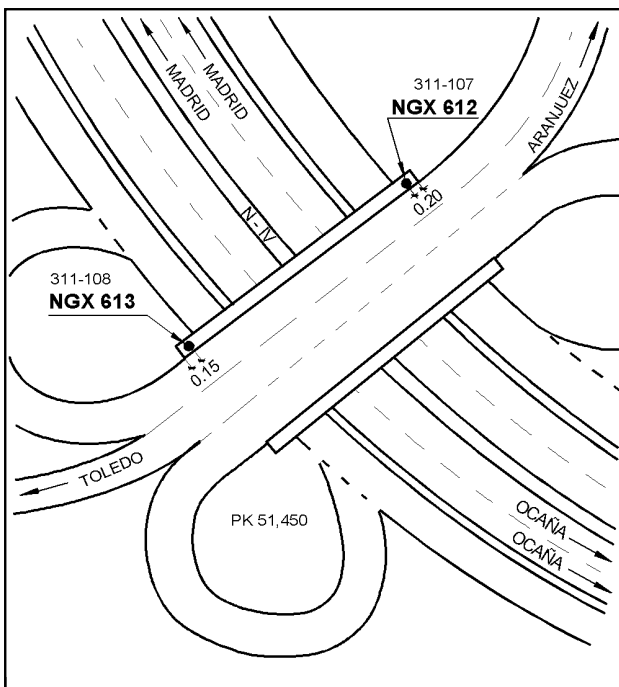 MADRID
MADRID
ARANJUEZ
311-107
NGX 612
0.20
N-IV
311-108
NGX 613
0.15
TOLEDO
PK 51,450
OCAÑA
OCAÑA